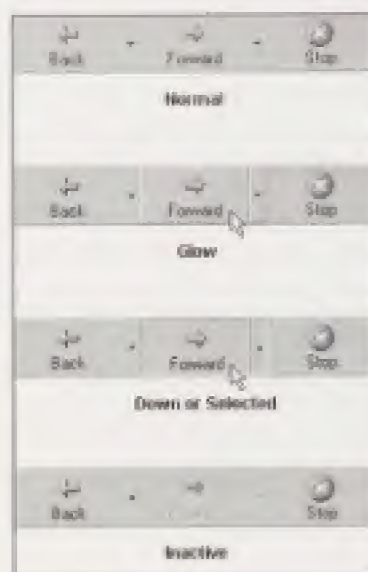 Back Forward Stop
Normal
Back Forward Stop
Glow
Back Forward Stop
Down or Selected
Back Stop
Inactive